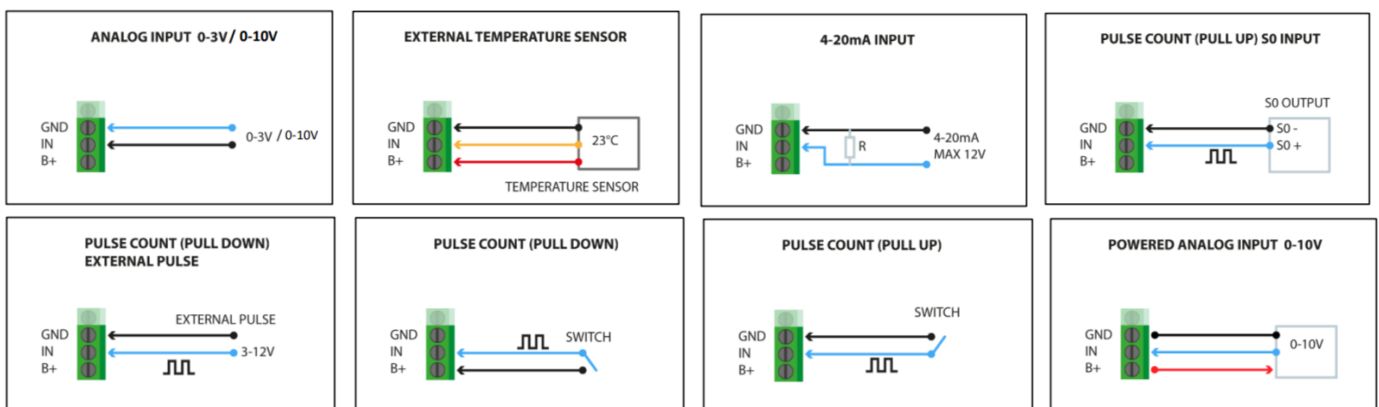 ANALOG INPUT 0-3V/ 0-10V
GND
IN
B+
0-3V / 0-10V
EXTERNAL TEMPERATURE SENSOR
GND
IN
B+
23°C
TEMPERATURE SENSOR
4-20mA INPUT
GND
IN
B+
R
4-20mA
MAX 12V
PULSE COUNT (PULL UP) S0 INPUT
S0 OUTPUT
GND
IN
B+
S0 -
S0 +
PULSE COUNT (PULL DOWN)
EXTERNAL PULSE
EXTERNAL PULSE
GND
IN
B+
3-12V
PULSE COUNT (PULL DOWN)
GND
IN
B+
SWITCH
PULSE COUNT (PULL UP)
SWITCH
GND
IN
B+
POWERED ANALOG INPUT 0-10V
GND
IN
B+
0-10V